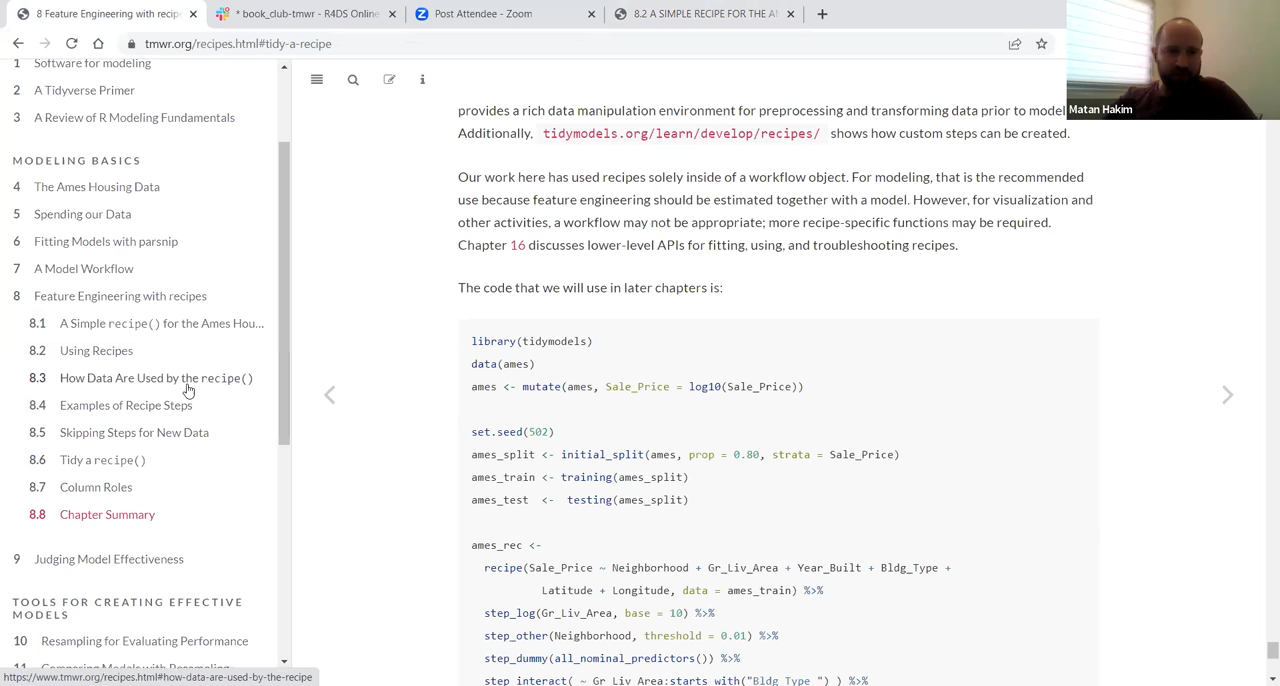 8 Feature Engineering with recipe
* book_club-tmwr - R4DS Online
Post Attendee - Zoom
8.2 A SIMPLE RECIPE FOR THE A
tmwr.org/recipes.html#tidy-a-recipe
Matan Hakim
1 Software for modeling
2 A Tidyverse Primer
3 A Review of R Modeling Fundamentals
MODELING BASICS
4 The Ames Housing Data
5 Spending our Data
6 Fitting Models with parsnip
7 A Model Workflow
8 Feature Engineering with recipes
8.1 A Simple recipe() for the Ames Hou...
8.2 Using Recipes
8.3 How Data Are Used by the recipe()
8.4 Examples of Recipe Steps
8.5 Skipping Steps for New Data
8.6 Tidy a recipe()
8.7 Column Roles
8.8 Chapter Summary
9 Judging Model Effectiveness
TOOLS FOR CREATING EFFECTIVE
MODELS
10 Resampling for Evaluating Performance
11 Comparing Models with Resampling
https://www.tmwr.org/recipes.html#how-data-are-used-by-the-recipe
provides a rich data manipulation environment for preprocessing and transforming data prior to model
Additionally, tidymodels.org/learn/develop/recipes/ shows how custom steps can be created.
Our work here has used recipes solely inside of a workflow object. For modeling, that is the recommended
use because feature engineering should be estimated together with a model. However, for visualization and
other activities, a workflow may not be appropriate; more recipe-specific functions may be required.
Chapter 16 discusses lower-level APIs for fitting, using, and troubleshooting recipes.
The code that we will use in later chapters is:
library(tidymodels)
data(ames)
ames <- mutate(ames, Sale_Price = log10(Sale_Price))
set.seed(502)
ames_split <- initial_split(ames, prop = 0.80, strata = Sale_Price)
ames_train <- training(ames_split)
ames_test <- testing(ames_split)
ames_rec <-
recipe(Sale_Price ~ Neighborhood + Gr_Liv_Area + Year_Built + Bldg_Type +
Latitude + Longitude, data = ames_train) %>%
step_log(Gr_Liv_Area, base = 10) %>%
step_other(Neighborhood, threshold = 0.01) %>%
step_dummy(all_nominal_predictors()) %>%
step_interact( ~ Gr_Liv_Area:starts_with("Bldg_Type_") ) %>%